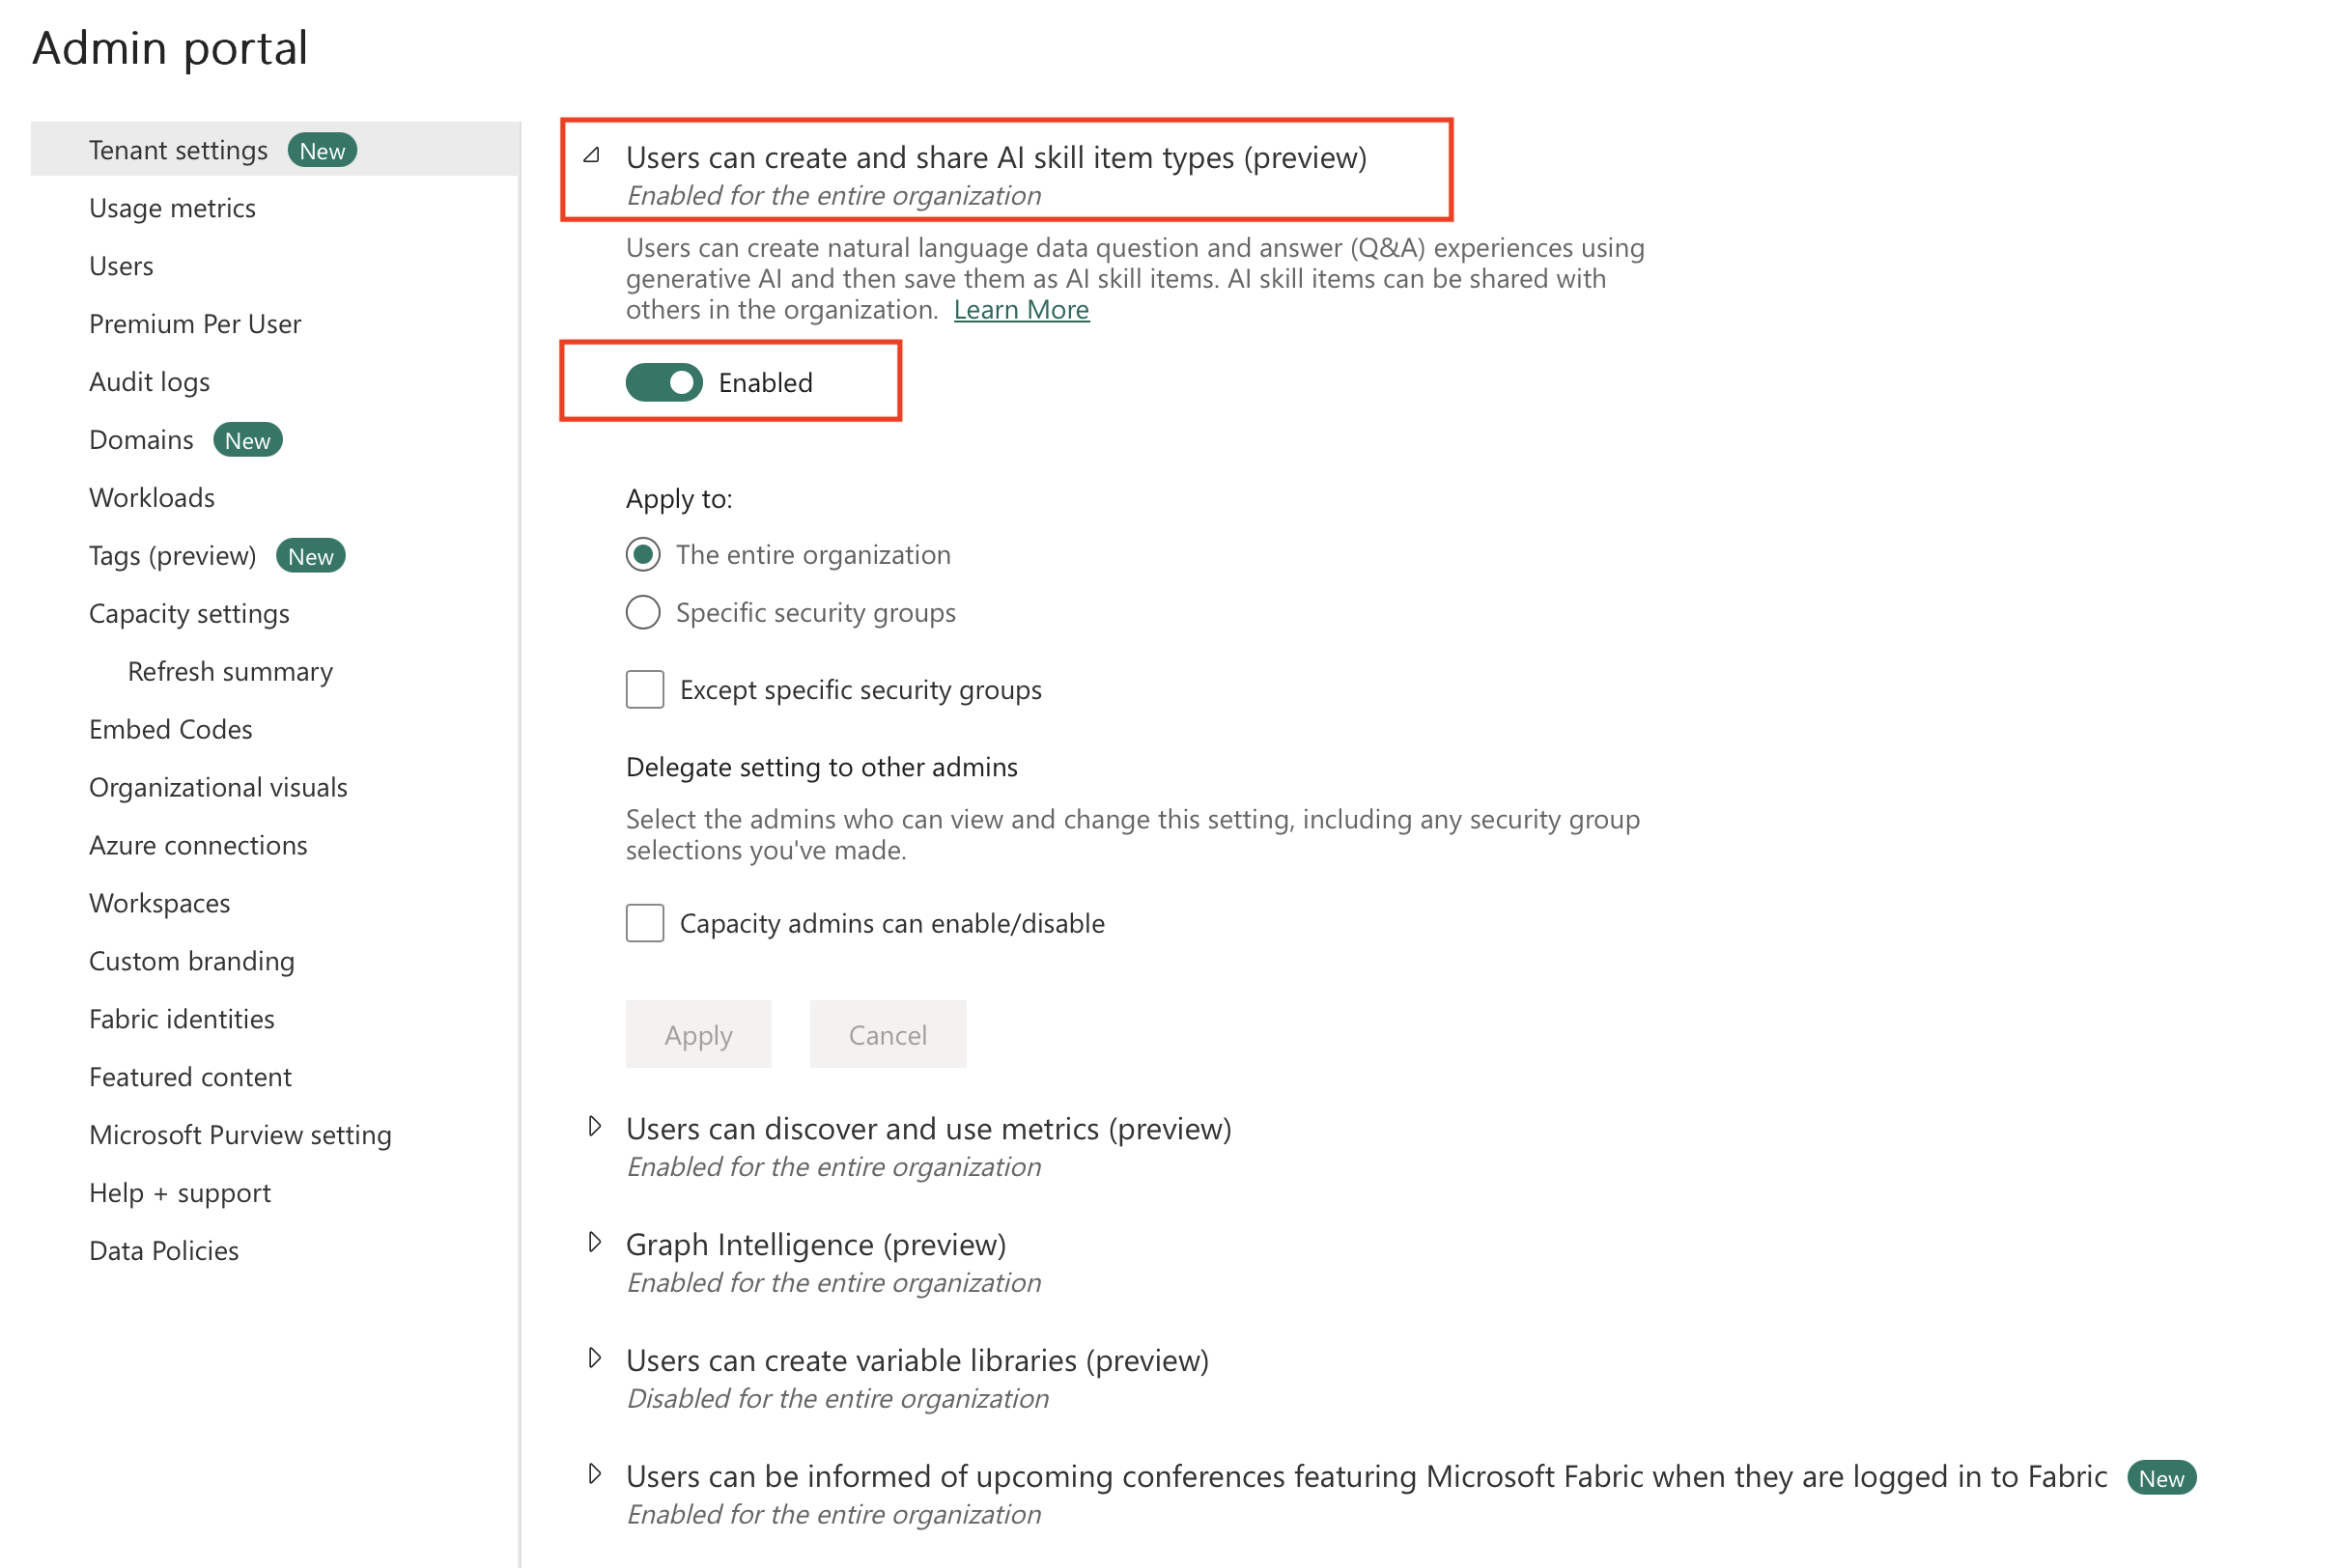 Admin portal
Tenant settings New
Usage metrics
Users
Premium Per User
Audit logs
Domains New
Workloads
Tags (preview) New
Capacity settings
Refresh summary
Embed Codes
Organizational visuals
Azure connections
Workspaces
Custom branding
Fabric identities
Featured content
Microsoft Purview setting
Help + support
Data Policies
Users can create and share AI skill item types (preview)
Enabled for the entire organization
Users can create natural language data question and answer (Q&A) experiences using
generative AI and then save them as AI skill items. AI skill items can be shared with
others in the organization. Learn More
Enabled
Apply to:
The entire organization
Specific security groups
Except specific security groups
Delegate setting to other admins
Select the admins who can view and change this setting, including any security group
selections you've made.
Capacity admins can enable/disable
Apply Cancel
Users can discover and use metrics (preview)
Enabled for the entire organization
Graph Intelligence (preview)
Enabled for the entire organization
Users can create variable libraries (preview)
Disabled for the entire organization
Users can be informed of upcoming conferences featuring Microsoft Fabric when they are logged in to Fabric New
Enabled for the entire organization